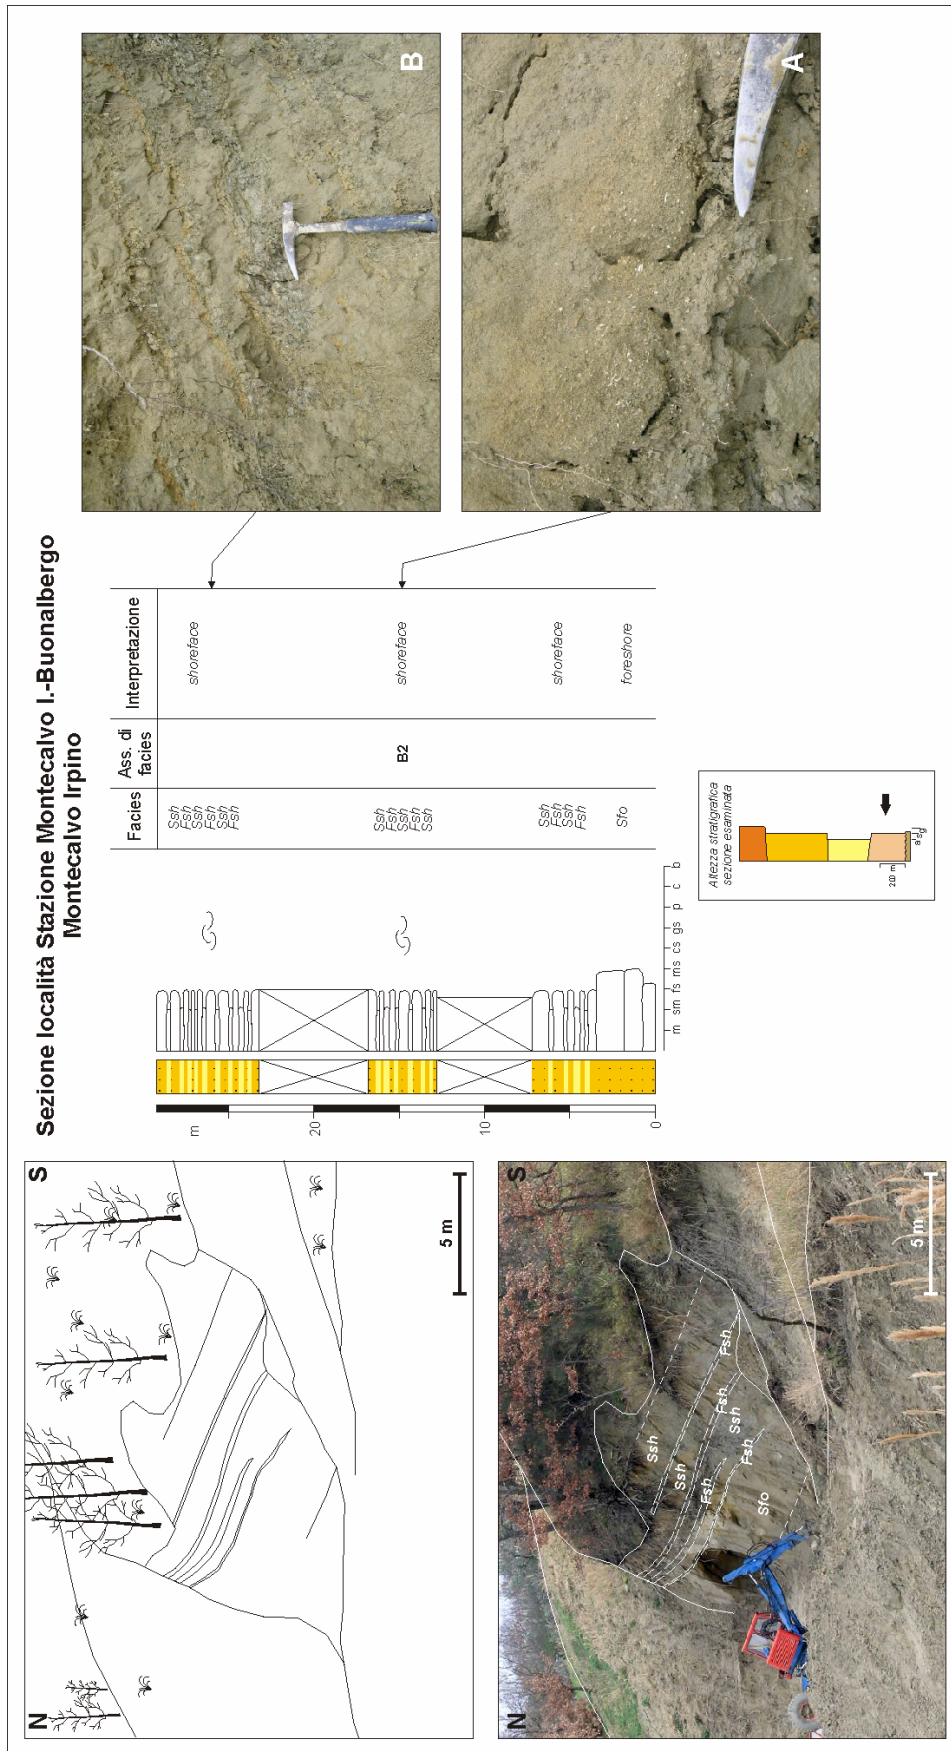 Sezione località Stazione Montecalvo I.-Buonalbergo
Montecalvo Irpino
N
S
5 m
N
S
Ssh
Ssh
Fsh
Fsh
Fsh
Ssh
Fsh
Sfo
5 m
m
20
10
0
m
sm
fs
ms
cs
gs
p
c
b
Facies
Ass. di
facies
Interpretazione
Ssh
Fsh
Ssh
Fsh
Ssh
Fsh
shoreface
Ssh
Fsh
Ssh
Fsh
Ssh
B2
shoreface
Ssh
Fsh
Ssh
Fsh
shoreface
Sfo
foreshore
Altezza stratigrafica
sezione esaminata
200 m
a
s
g
B
A